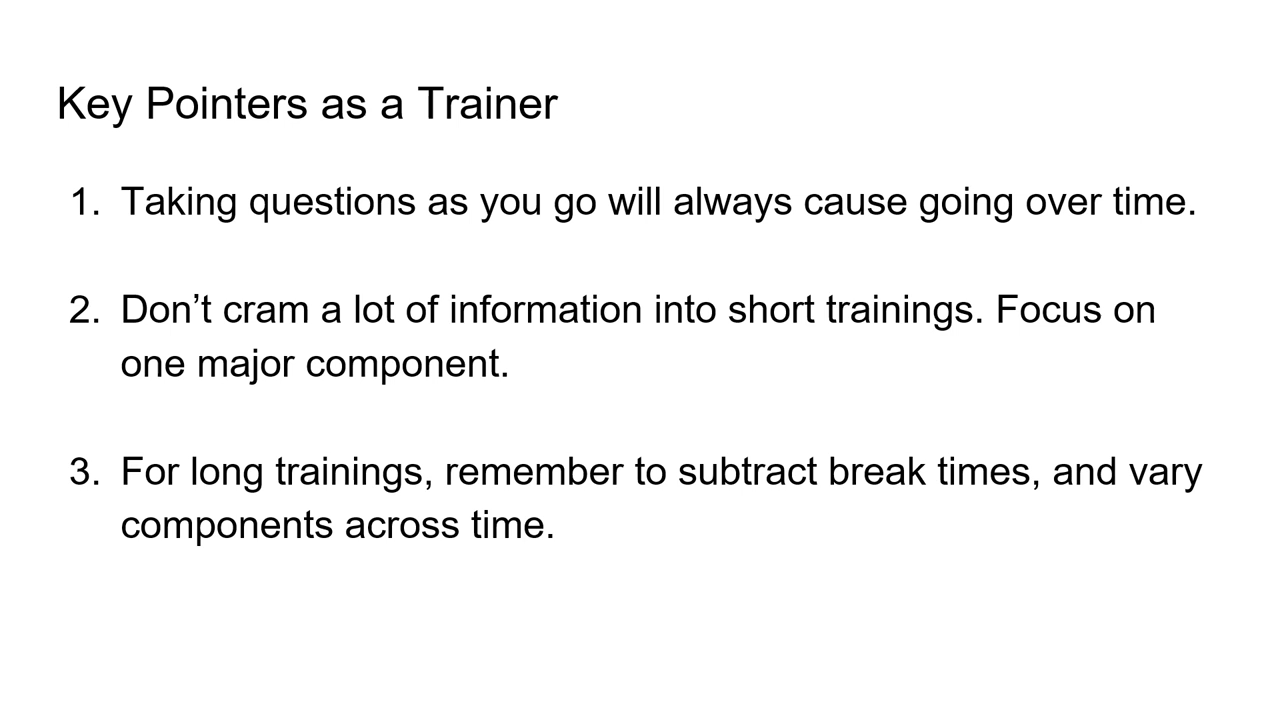 Key Pointers as a Trainer
1. Taking questions as you go will always cause going over time.
2. Don’t cram a lot of information into short trainings. Focus on
one major component.
3. For long trainings, remember to subtract break times, and vary
components across time.